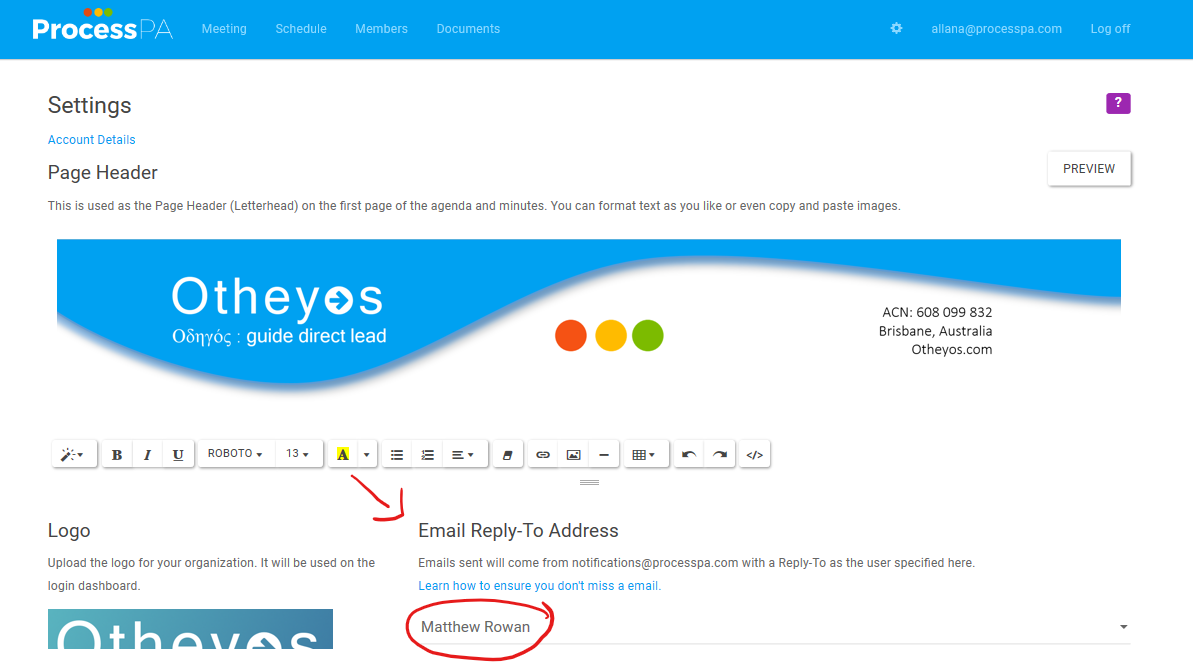 ProcessPA Meeting Schedule Members Documents allana@processpa.com Log off
Settings
?
Account Details
Page Header
PREVIEW
This is used as the Page Header (Letterhead) on the first page of the agenda and minutes. You can format text as you like or even copy and paste images.
Otheyos
Οδηγός : guide direct lead
ACN: 608 099 832
Brisbane, Australia
Otheyos.com
B I U ROBOTO 13 A </>
Logo
Upload the logo for your organization. It will be used on the
login dashboard.
Otheyos
Email Reply-To Address
Emails sent will come from notifications@processpa.com with a Reply-To as the user specified here.
Learn how to ensure you don't miss a email.
Matthew Rowan